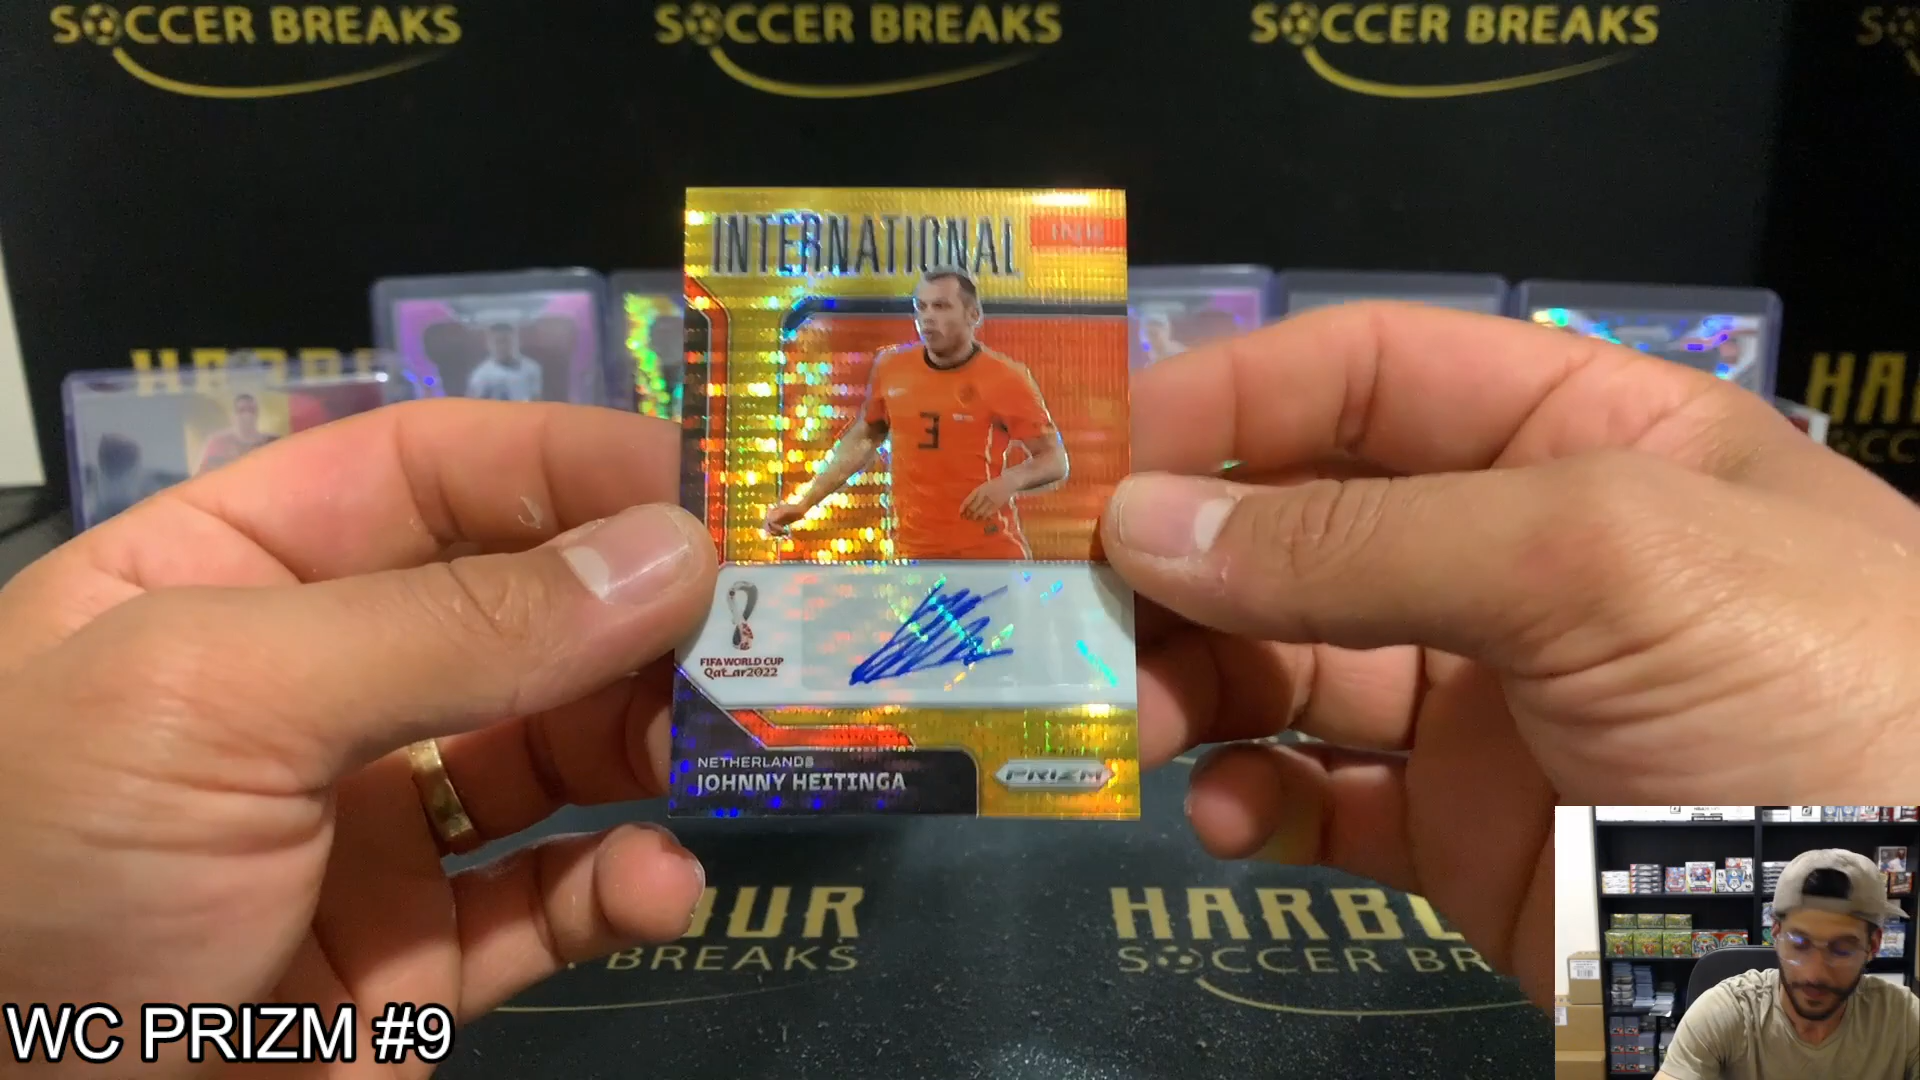 SOCCER BREAKS
SOCCER BREAKS
SOCCER BREAKS
INTERNATIONAL
3
FIFA WORLD CUP
Qatar2022
NETHERLANDS
JOHNNY HEITINGA
PRIZM
HARBOUR
SOCCER BR
BREAKS
WC PRIZM #9